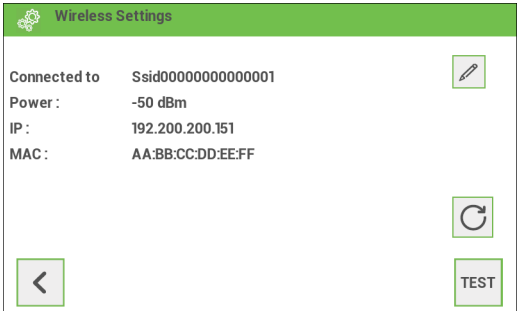 Wireless Settings
Connected to Ssid00000000000001
Power : -50 dBm
IP : 192.200.200.151
MAC : AA:BB:CC:DD:EE:FF
TEST